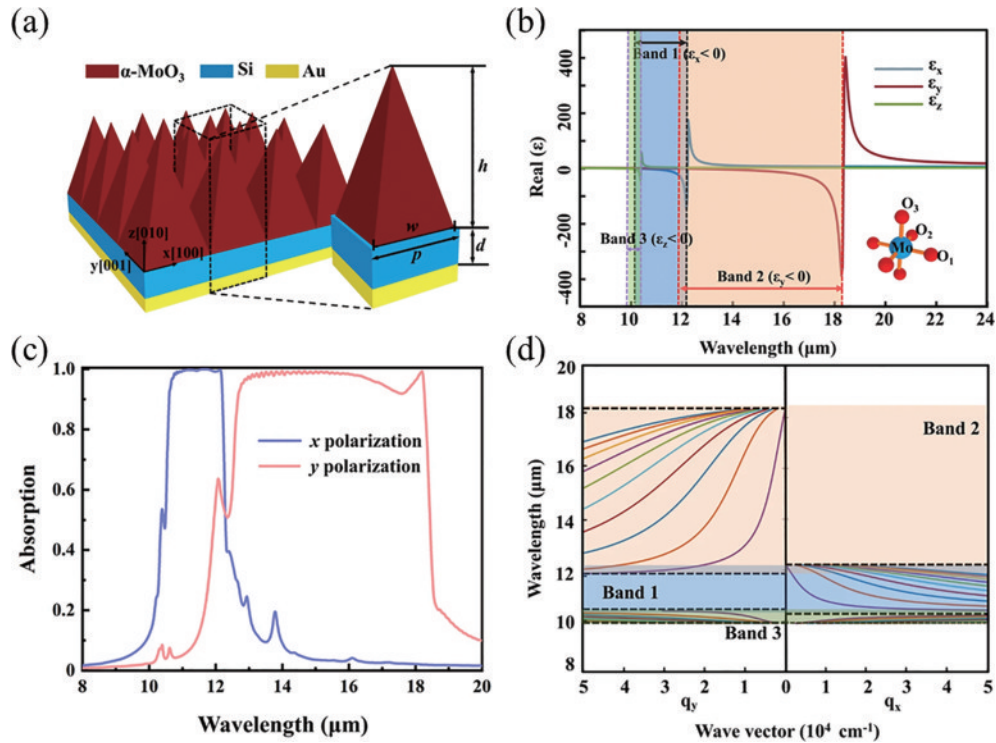 (a)
α-MoO₃ Si Au
h
w
d
p
z[010]
x[100]
y[001]
(b)
Band 1 (εx< 0)
400
200
0
-200
-400
Real (ε)
εx
εy
εz
Band 3 (εz<0)
Band 2 (εy<0)
O₃
O₂
Mo
O₁
8 10 12 14 16 18 20 22 24
Wavelength (μm)
(c)
1.0
0.8
0.6
0.4
0.2
0
Absorption
x polarization
y polarization
8 10 12 14 16 18 20
Wavelength (μm)
(d)
20
18
16
14
12
10
8
Wavelength (μm)
Band 2
Band 1
Band 3
5 4 3 2 1 0 1 2 3 4 5
qy qx
Wave vector (10⁴ cm⁻¹)